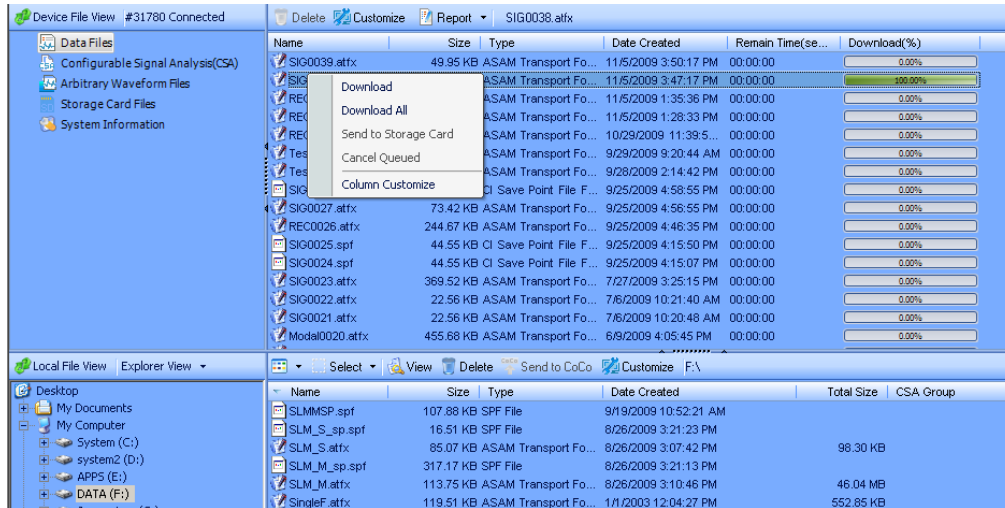 Device File View #31780 Connected
Delete Customize Report SIG0038.atfx
Data Files
Configurable Signal Analysis(CSA)
Arbitrary Waveform Files
Storage Card Files
System Information
Name Size Type Date Created Remain Time(se... Download(%)
SIG0039.atfx 49.95 KB ASAM Transport Fo... 11/5/2009 3:50:17 PM 00:00:00 0.00%
SIG ASAM Transport Fo... 11/5/2009 3:47:17 PM 00:00:00 100.00%
REC ASAM Transport Fo... 11/5/2009 1:35:36 PM 00:00:00 0.00%
REC ASAM Transport Fo... 11/5/2009 1:28:33 PM 00:00:00 0.00%
REC ASAM Transport Fo... 10/29/2009 11:39:5... 00:00:00 0.00%
Tes ASAM Transport Fo... 9/29/2009 9:20:44 AM 00:00:00 0.00%
Tes ASAM Transport Fo... 9/28/2009 2:14:42 PM 00:00:00 0.00%
SIG CI Save Point File F... 9/25/2009 4:58:55 PM 00:00:00 0.00%
SIG0027.atfx 73.42 KB ASAM Transport Fo... 9/25/2009 4:56:55 PM 00:00:00 0.00%
REC0026.atfx 244.67 KB ASAM Transport Fo... 9/25/2009 4:46:35 PM 00:00:00 0.00%
SIG0025.spf 44.55 KB CI Save Point File F... 9/25/2009 4:15:50 PM 00:00:00 0.00%
SIG0024.spf 44.55 KB CI Save Point File F... 9/25/2009 4:15:07 PM 00:00:00 0.00%
SIG0023.atfx 369.52 KB ASAM Transport Fo... 7/27/2009 3:25:15 PM 00:00:00 0.00%
SIG0022.atfx 22.56 KB ASAM Transport Fo... 7/6/2009 10:21:40 AM 00:00:00 0.00%
SIG0021.atfx 22.56 KB ASAM Transport Fo... 7/6/2009 10:20:48 AM 00:00:00 0.00%
Modal0020.atfx 455.68 KB ASAM Transport Fo... 6/9/2009 4:05:45 PM 00:00:00 0.00%
Download
Download All
Send to Storage Card
Cancel Queued
Column Customize
Local File View Explorer View
Select View Delete Send to CoCo Customize F:\
Desktop
My Documents
My Computer
System (C:)
system2 (D:)
APPS (E:)
DATA (F:)
Name Size Type Date Created Total Size CSA Group
SLMMSP.spf 107.88 KB SPF File 9/19/2009 10:52:21 AM
SLM_S_sp.spf 16.51 KB SPF File 8/26/2009 3:21:23 PM
SLM_S.atfx 85.07 KB ASAM Transport Fo... 8/26/2009 3:07:42 PM 98.30 KB
SLM_M_sp.spf 317.17 KB SPF File 8/26/2009 3:21:13 PM
SLM_M.atfx 113.75 KB ASAM Transport Fo... 8/26/2009 3:10:46 PM 46.04 MB
SingleF.atfx 119.51 KB ASAM Transport Fo... 1/1/2003 12:04:27 PM 552.85 KB